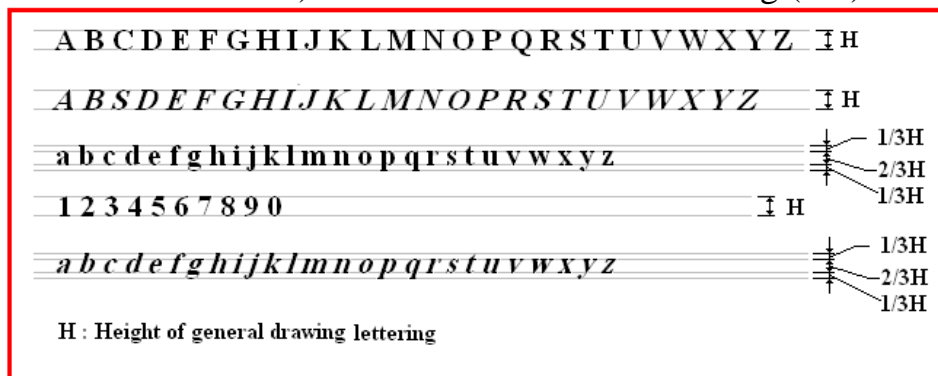 A B C D E F G H I J K L M N O P Q R S T U V W X Y Z H
A B S D E F G H I J K L M N O P R S T U V W X Y Z H
1/3H
a b c d e f g h i j k l m n o p q r s t u v w x y z
2/3H
1/3H
1 2 3 4 5 6 7 8 9 0 H
1/3H
a b c d e f g h i j k l m n o p q r s t u v w x y z
2/3H
1/3H
H : Height of general drawing lettering